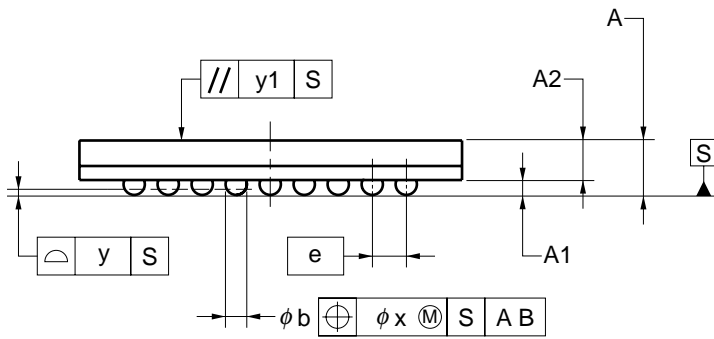 A
// y1 S
A2
S
⌓ y S
e
A1
φb ⌖ φx Ⓜ S A B